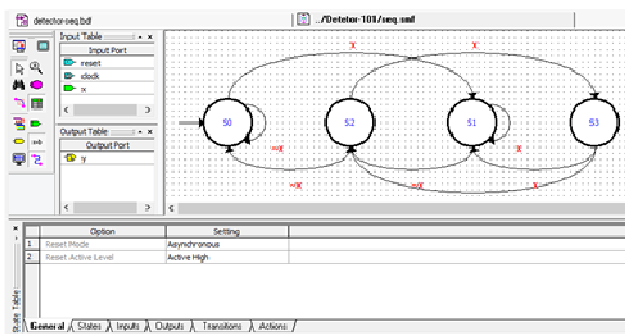 detector-seq.bdf
../Detetor-101/seq.smf
Input Table
Input Port
reset
clock
x
Output Table
Output Port
y
x
x
S0
S2
S1
S3
~x
x
~x
~x
x
Option
Setting
1 Reset Mode Asynchronous
2 Reset Active Level Active High
State Table
General
States
Inputs
Outputs
Transitions
Actions